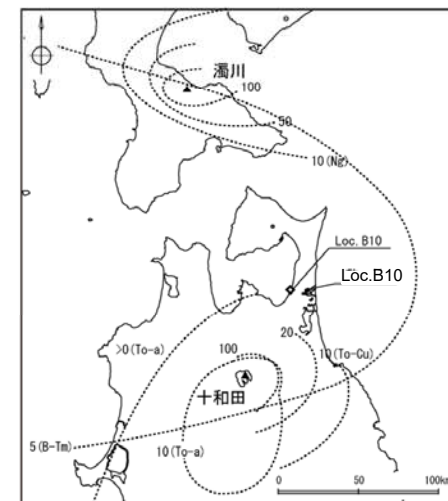 濁川
100
50
10(Ng)
Loc.B10
Loc.B10
20
>0(To-a)
100
10(To-Cu)
十和田
5(B-Tm)
10(To-a)
0
50
100km